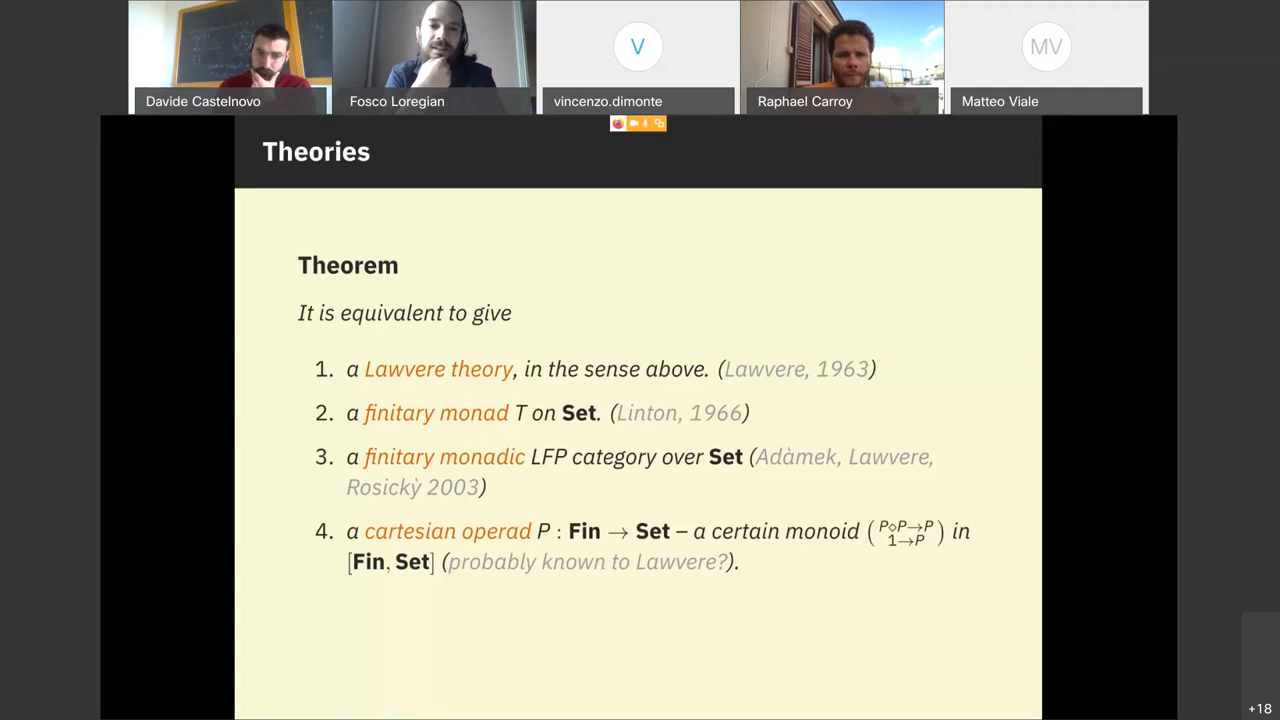 V
MV
Davide Castelnovo
Fosco Loregian
vincenzo.dimonte
Raphael Carroy
Matteo Viale
Theories
Theorem
It is equivalent to give
1. a Lawvere theory, in the sense above. (Lawvere, 1963)
2. a finitary monad T on Set. (Linton, 1966)
3. a finitary monadic LFP category over Set (Adàmek, Lawvere,
Rosickỳ 2003)
4. a cartesian operad P : Fin → Set – a certain monoid (P⋄P→P 1→P) in
[Fin, Set] (probably known to Lawvere?).
+18